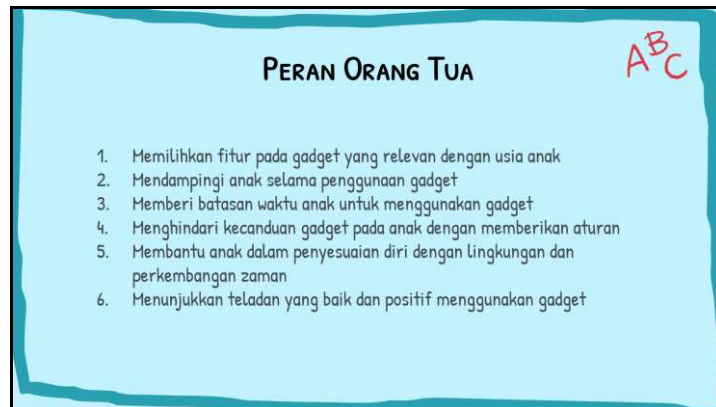 PERAN ORANG TUA
ABC
1. Memilihkan fitur pada gadget yang relevan dengan usia anak
2. Mendampingi anak selama penggunaan gadget
3. Memberi batasan waktu anak untuk menggunakan gadget
4. Menghindari kecanduan gadget pada anak dengan memberikan aturan
5. Membantu anak dalam penyesuaian diri dengan lingkungan dan
perkembangan zaman
6. Menunjukkan teladan yang baik dan positif menggunakan gadget